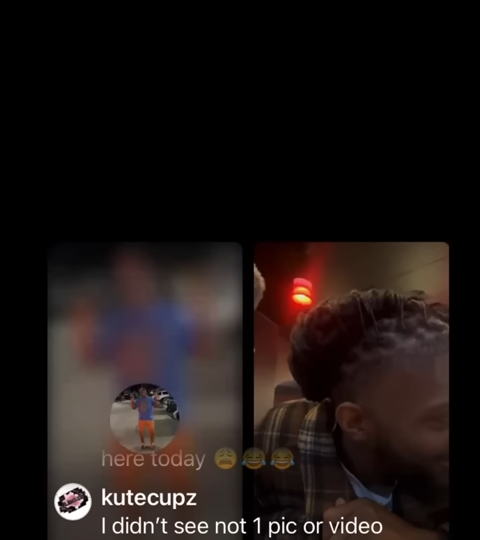 here today 😩😂😂
kutecupz
I didn’t see not 1 pic or video